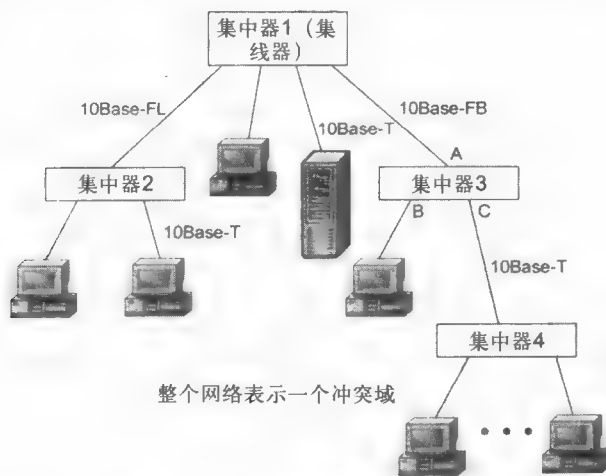 集中器1（集
线器）
10Base-FL
10Base-T
10Base-FB
A
集中器2
集中器3
B
C
10Base-T
10Base-T
集中器4
整个网络表示一个冲突域